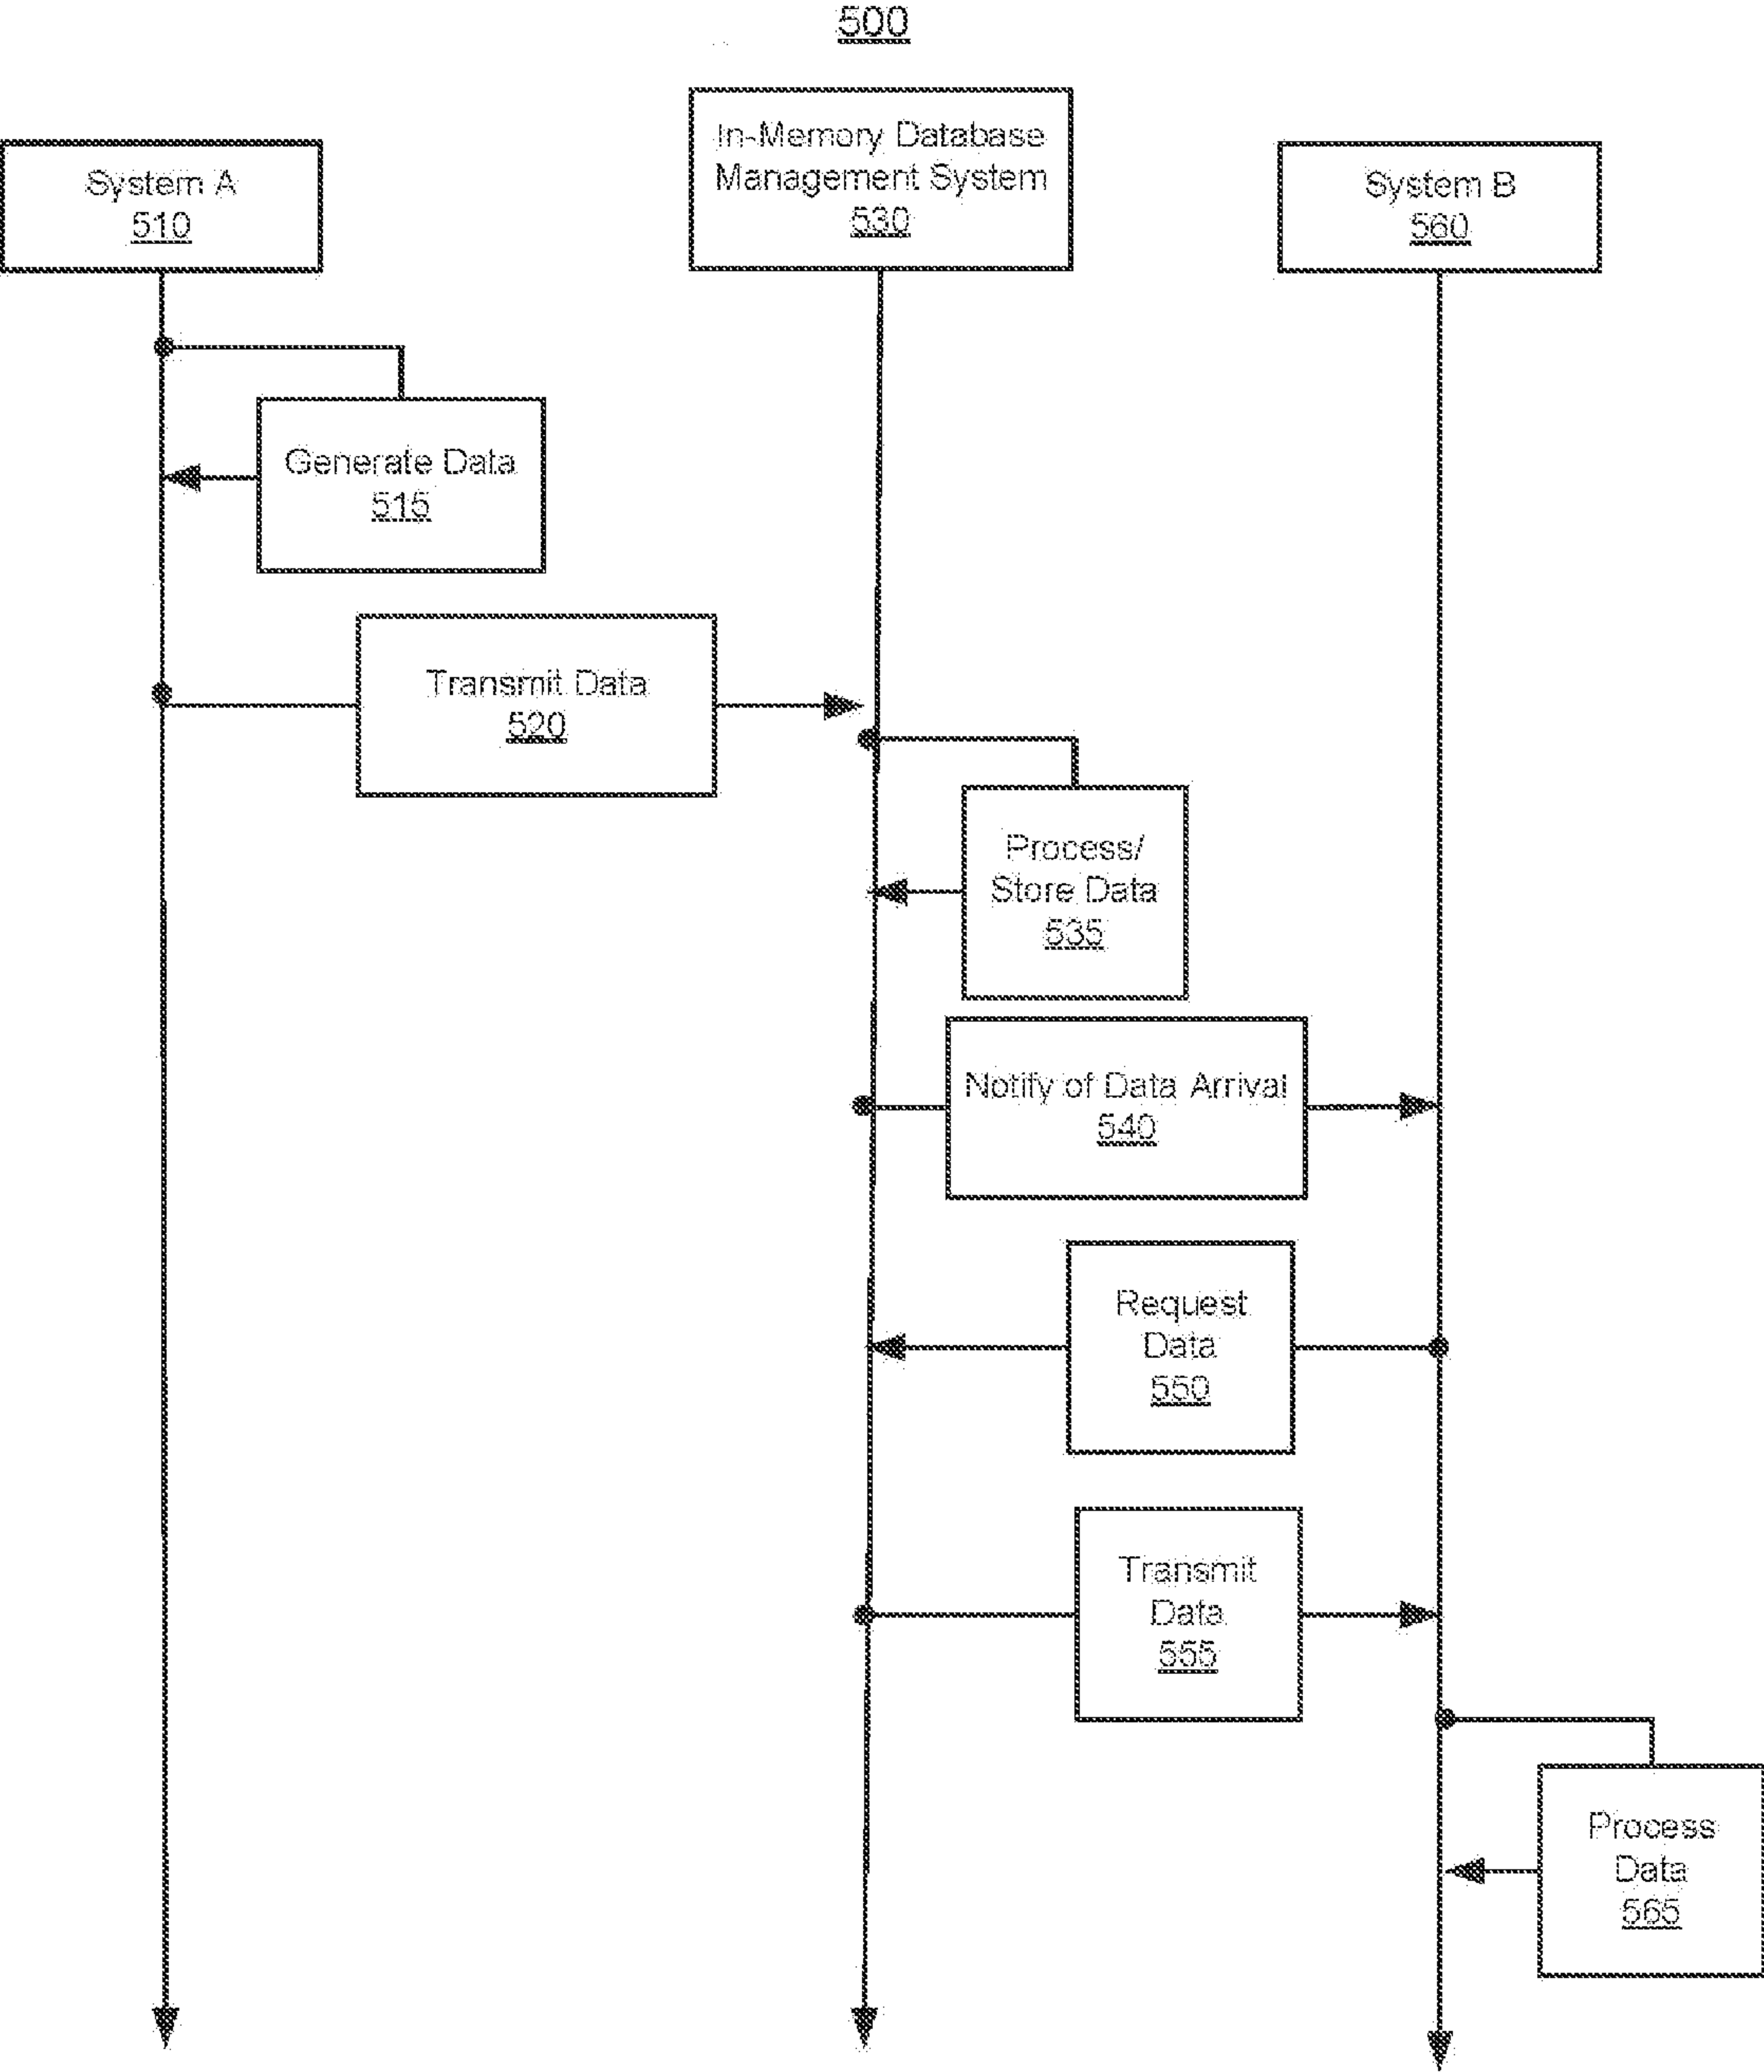 500
In-Memory Database
Management System
530
System A
510
System B
560
Generate Data
515
Transmit Data
520
Process/
Store Data
535
Notify of Data Arrival
540
Request
Data
550
Transmit
Data
555
Process
Data
565